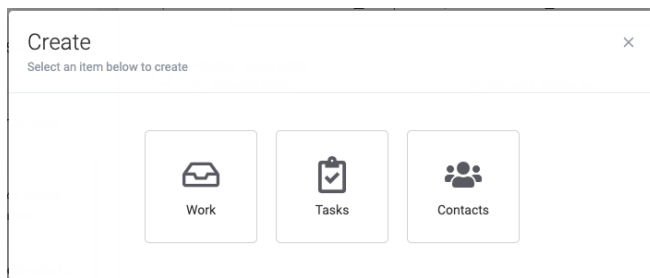 Create
Select an item below to create
Work
Tasks
Contacts